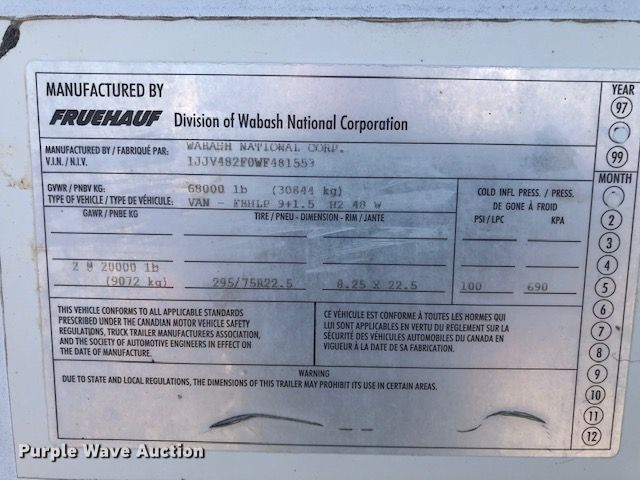 MANUFACTURED BY
FRUEHAUF Division of Wabash National Corporation
MANUFACTURED BY / FABRIQUÉ PAR: WABASH NATIONAL CORP.
V.I.N. / N.I.V. 1JJV482F0WF481553
GVWR / PNBV KG: 68000 lb (30844 kg)
TYPE OF VEHICLE / TYPE DE VÉHICULE: VAN - FBHLP 9+1.5 H2 48 W
COLD INFL PRESS. / PRESS. DE GONE À FROID
GAWR / PNBE KG
TIRE / PNEU - DIMENSION - RIM / JANTE
PSI / LPC KPA
2 @ 20000 lb
(9072 kg) 295/75R22.5 8.25 X 22.5 100 690
THIS VEHICLE CONFORMS TO ALL APPLICABLE STANDARDS
PRESCRIBED UNDER THE CANADIAN MOTOR VEHICLE SAFETY
REGULATIONS, TRUCK TRAILER MANUFACTURERS ASSOCIATION,
AND THE SOCIETY OF AUTOMOTIVE ENGINEERS IN EFFECT ON
THE DATE OF MANUFACTURE.
CE VÉHICULE EST CONFORME À TOUTES LES HORMES QUI
LUI SONT APPLICABLES EN VERTU DU RÈGLEMENT SUR LA
SÉCURITÉ DES VÉHICULES AUTOMOBILES DU CANADA EN
VIGUEUR À LA DATE DE SA FABRICATION.
WARNING
DUE TO STATE AND LOCAL REGULATIONS, THE DIMENSIONS OF THIS TRAILER MAY PROHIBIT ITS USE IN CERTAIN AREAS.
YEAR
97
99
MONTH
2
3
4
5
6
7
8
9
10
11
12
Purple Wave Auction